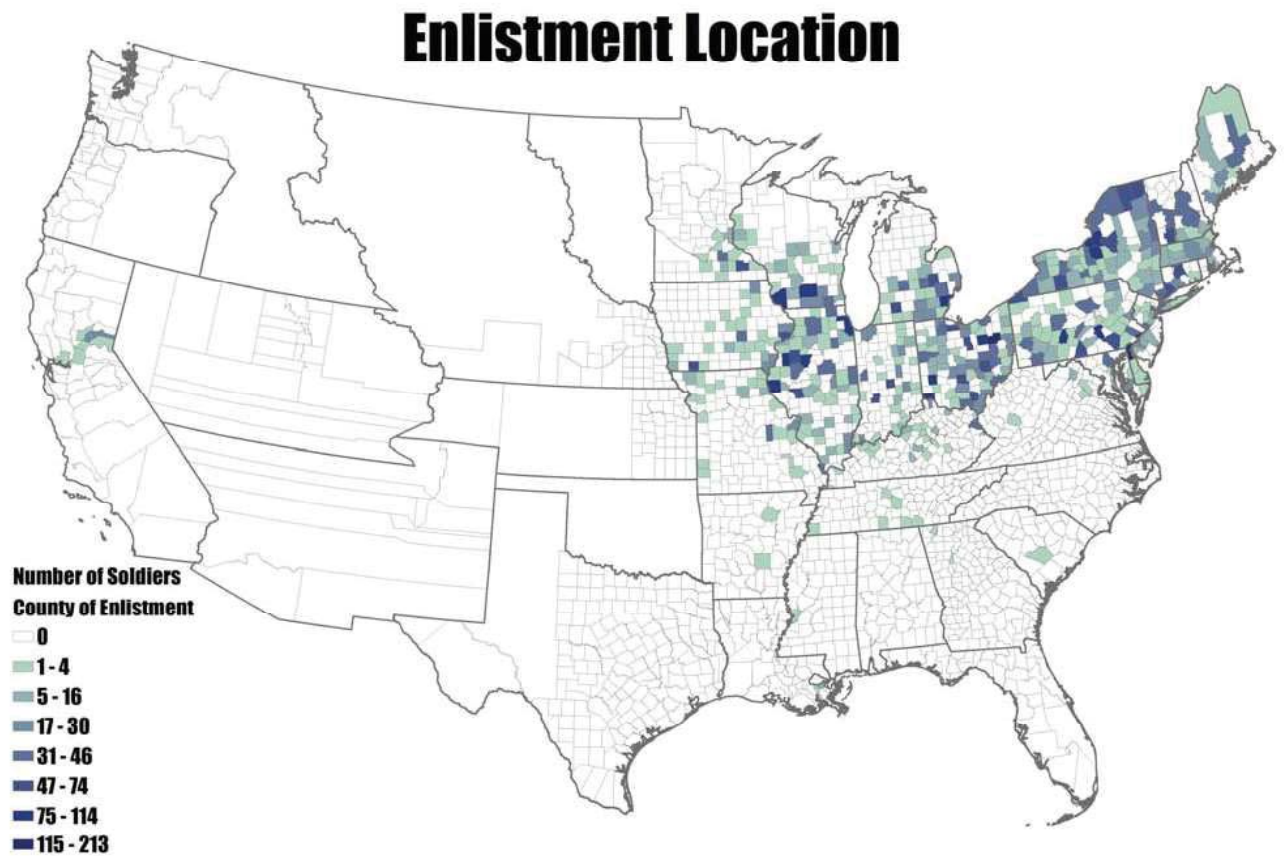 Enlistment Location
Number of Soldiers
County of Enlistment
0
1 - 4
5 - 16
17 - 30
31 - 46
47 - 74
75 - 114
115 - 213